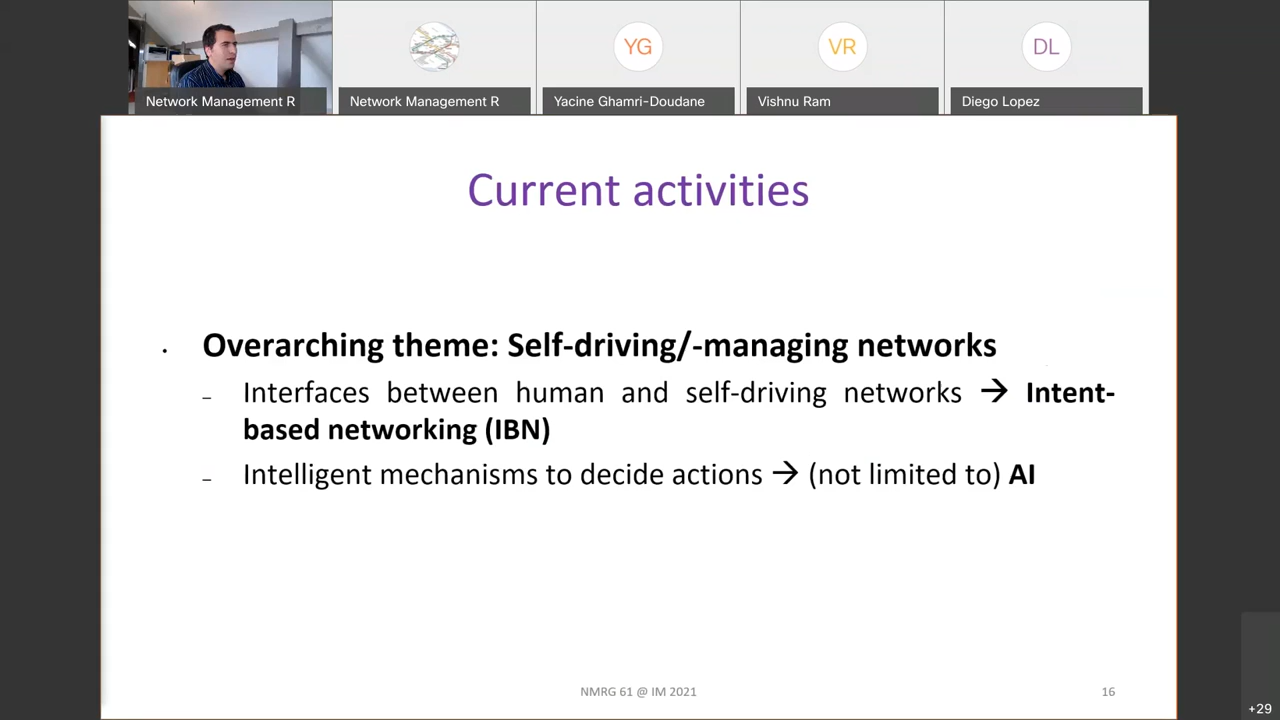 YG
VR
DL
Network Management R
Network Management R
Yacine Ghamri-Doudane
Vishnu Ram
Diego Lopez
Current activities
• Overarching theme: Self-driving/-managing networks
– Interfaces between human and self-driving networks → Intent-
based networking (IBN)
– Intelligent mechanisms to decide actions → (not limited to) AI
NMRG 61 @ IM 2021
16
+29